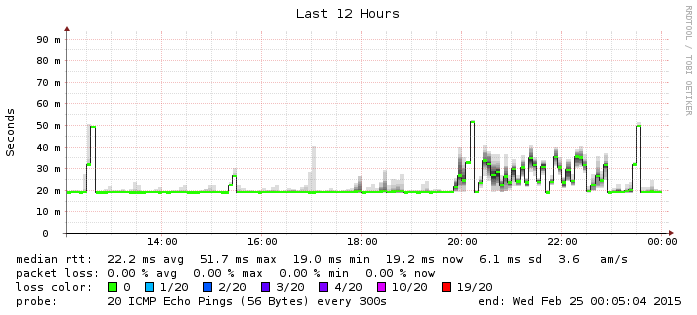 Last 12 Hours
RRDTOOL / TOBI OETIKER
Seconds
90 m
80 m
70 m
60 m
50 m
40 m
30 m
20 m
10 m
0
14:00 16:00 18:00 20:00 22:00 00:00
median rtt: 22.2 ms avg 51.7 ms max 19.0 ms min 19.2 ms now 6.1 ms sd 3.6 am/s
packet loss: 0.00 % avg 0.00 % max 0.00 % min 0.00 % now
loss color: 0 1/20 2/20 3/20 4/20 10/20 19/20
probe: 20 ICMP Echo Pings (56 Bytes) every 300s end: Wed Feb 25 00:05:04 2015